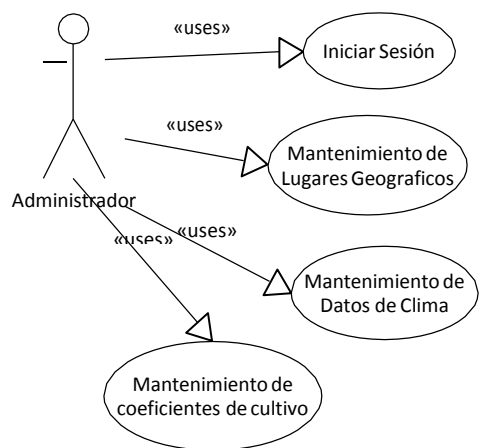 «uses»
Iniciar Sesión
«uses»
Mantenimiento de
Lugares Geograficos
Administrador
«uses»
«uses»
Mantenimiento de
Datos de Clima
Mantenimiento de
coeficientes de cultivo